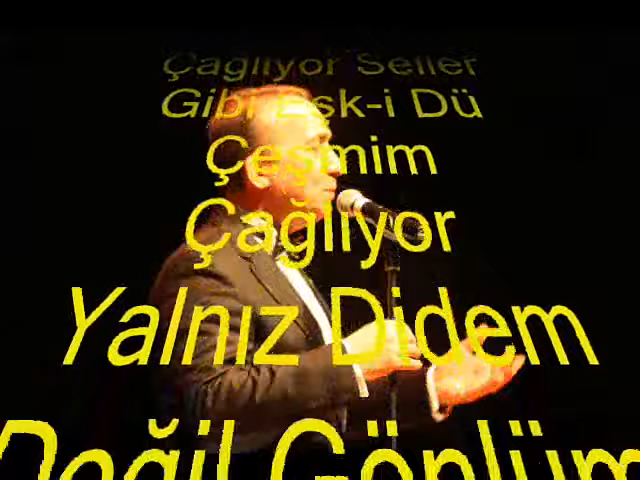 Çağlıyor Seller
Gibi Eşk-i Dü
Çeşmim
Çağlıyor
Yalnız Didem
Değil Gönlüm